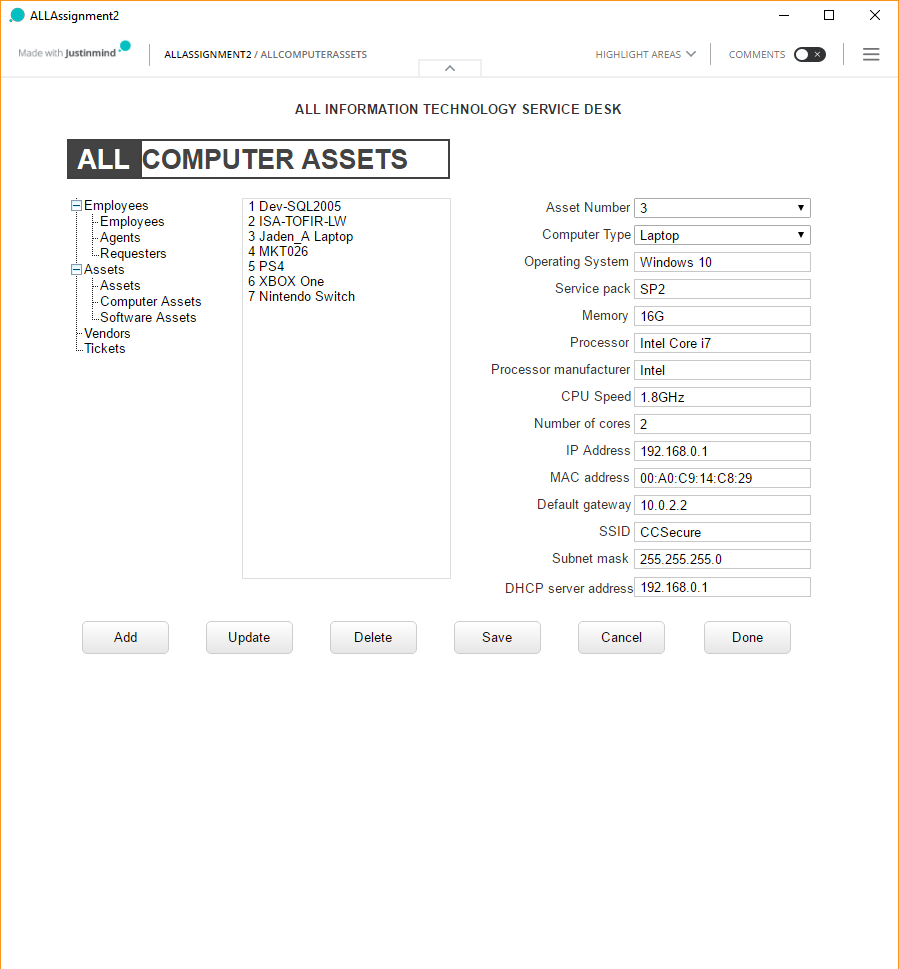 ALLAssignment2
Made with Justinmind
ALLASSIGNMENT2 / ALLCOMPUTERASSETS
HIGHLIGHT AREAS
COMMENTS
ALL INFORMATION TECHNOLOGY SERVICE DESK
ALL COMPUTER ASSETS
Employees
Employees
Agents
Requesters
Assets
Assets
Computer Assets
Software Assets
Vendors
Tickets
1 Dev-SQL2005
2 ISA-TOFIR-LW
3 Jaden_A Laptop
4 MKT026
5 PS4
6 XBOX One
7 Nintendo Switch
Asset Number 3
Computer Type Laptop
Operating System Windows 10
Service pack SP2
Memory 16G
Processor Intel Core i7
Processor manufacturer Intel
CPU Speed 1.8GHz
Number of cores 2
IP Address 192.168.0.1
MAC address 00:A0:C9:14:C8:29
Default gateway 10.0.2.2
SSID CCSecure
Subnet mask 255.255.255.0
DHCP server address 192.168.0.1
Add Update Delete Save Cancel Done